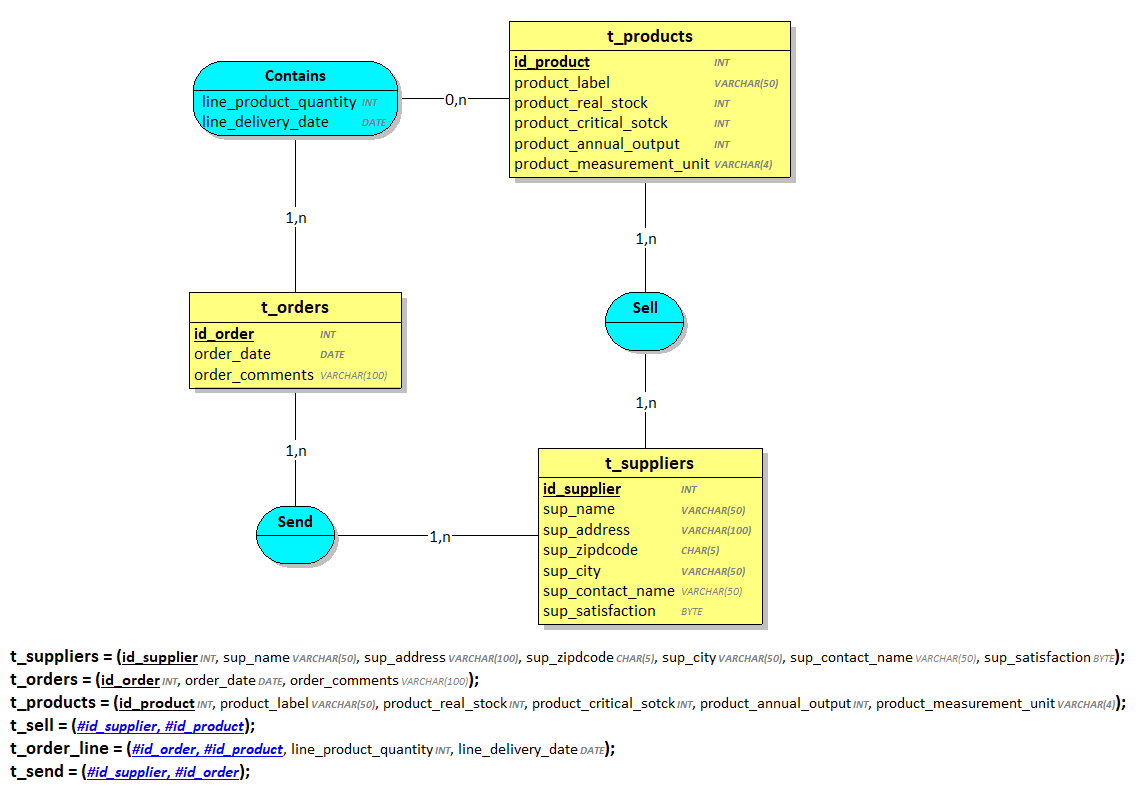 t_products
id_product INT
product_label VARCHAR(50)
product_real_stock INT
product_critical_sotck INT
product_annual_output INT
product_measurement_unit VARCHAR(4)
Contains
line_product_quantity INT
line_delivery_date DATE
0,n
1,n
1,n
t_orders
id_order INT
order_date DATE
order_comments VARCHAR(100)
Sell
1,n
1,n
t_suppliers
id_supplier INT
sup_name VARCHAR(50)
sup_address VARCHAR(100)
sup_zipdcode CHAR(5)
sup_city VARCHAR(50)
sup_contact_name VARCHAR(50)
sup_satisfaction BYTE
Send
1,n
t_suppliers = (id_supplier INT, sup_name VARCHAR(50), sup_address VARCHAR(100), sup_zipdcode CHAR(5), sup_city VARCHAR(50), sup_contact_name VARCHAR(50), sup_satisfaction BYTE);
t_orders = (id_order INT, order_date DATE, order_comments VARCHAR(100));
t_products = (id_product INT, product_label VARCHAR(50), product_real_stock INT, product_critical_sotck INT, product_annual_output INT, product_measurement_unit VARCHAR(4));
t_sell = (#id_supplier, #id_product);
t_order_line = (#id_order, #id_product, line_product_quantity INT, line_delivery_date DATE);
t_send = (#id_supplier, #id_order);